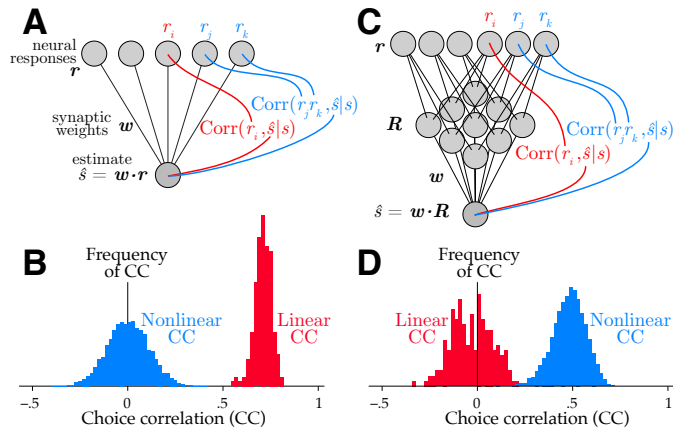 A
r_i r_j r_k
neural
responses
r
Corr(r_j r_k, ŝ|s)
synaptic
weights w
Corr(r_i, ŝ|s)
estimate
ŝ = w·r
C
r r_i r_j r_k
R
Corr(r_j r_k, ŝ|s)
Corr(r_i, ŝ|s)
w
ŝ = w·R
B
Frequency
of CC
Nonlinear
CC
Linear
CC
-.5 0 .5 1
Choice correlation (CC)
D
Frequency
of CC
Linear
CC
Nonlinear
CC
-.5 0 .5 1
Choice correlation (CC)